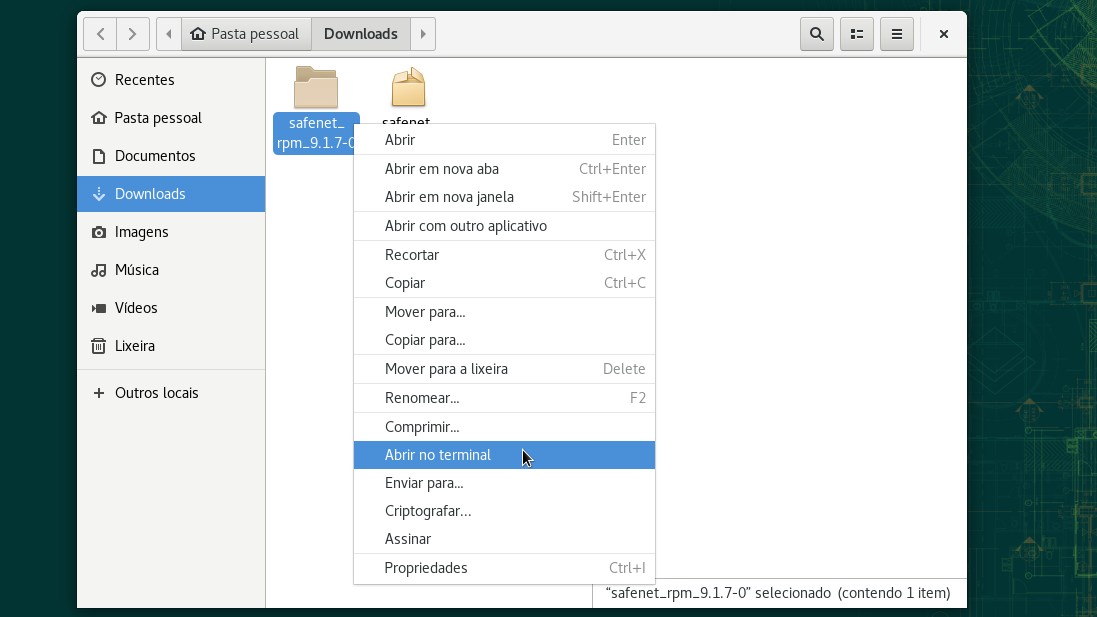 Pasta pessoal
Downloads
Recentes
Pasta pessoal
Documentos
Downloads
Imagens
Música
Vídeos
Lixeira
Outros locais
safenet_
rpm_9.1.7-0
safenet_
Abrir Enter
Abrir em nova aba Ctrl+Enter
Abrir em nova janela Shift+Enter
Abrir com outro aplicativo
Recortar Ctrl+X
Copiar Ctrl+C
Mover para...
Copiar para...
Mover para a lixeira Delete
Renomear... F2
Comprimir...
Abrir no terminal
Enviar para...
Criptografar...
Assinar
Propriedades Ctrl+I
“safenet_rpm_9.1.7-0” selecionado (contendo 1 item)